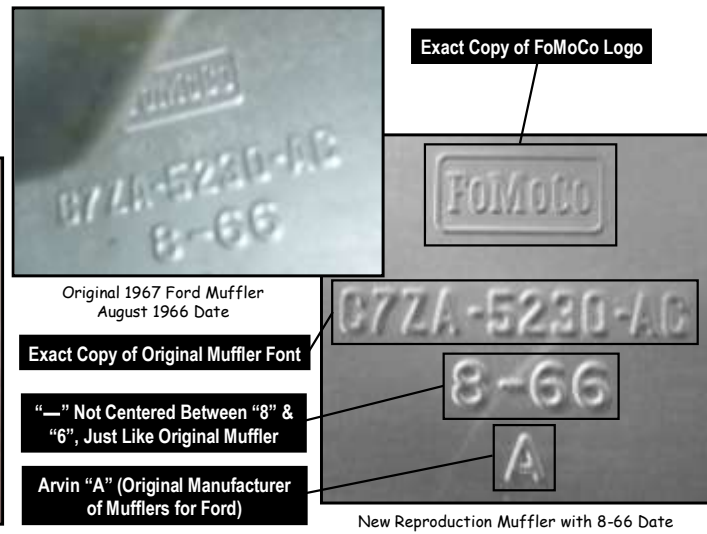 FoMoCo
C7ZA-5230-AC
8-66
Original 1967 Ford Muffler
August 1966 Date
Exact Copy of FoMoCo Logo
FoMoCo
C7ZA-5230-AC
8-66
A
Exact Copy of Original Muffler Font
“—” Not Centered Between “8” &
“6”, Just Like Original Muffler
Arvin “A” (Original Manufacturer
of Mufflers for Ford)
New Reproduction Muffler with 8-66 Date